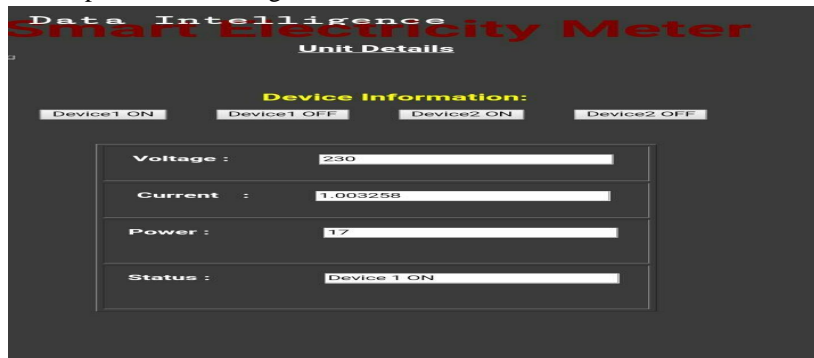 Data Intelligence
Smart Electricity Meter
Unit Details
Device Information:
Device1 ON Device1 OFF Device2 ON Device2 OFF
Voltage : 230
Current : 1.003258
Power : 17
Status : Device 1 ON